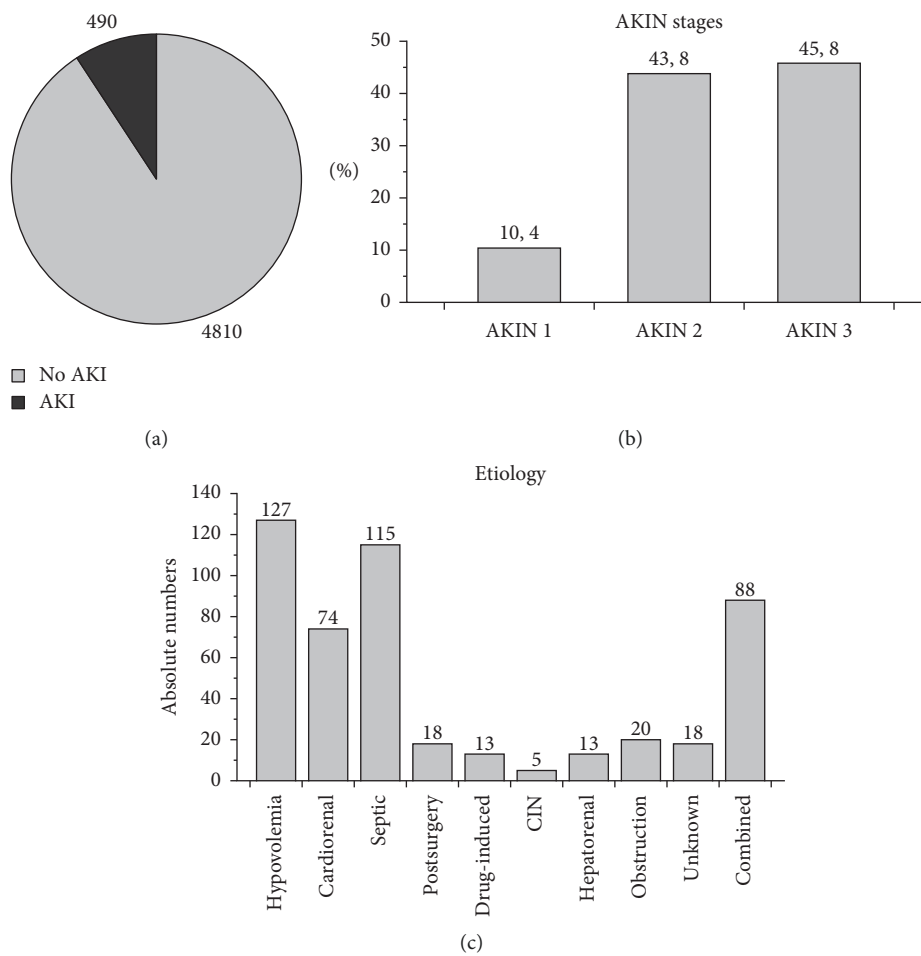 490
4810
No AKI
AKI
(a)
AKIN stages
50
40
30
20
10
0
(%)
10, 4
43, 8
45, 8
AKIN 1 AKIN 2 AKIN 3
(b)
Etiology
140
120
100
80
60
40
20
0
Absolute numbers
127
74
115
18
13
5
13
20
18
88
Hypovolemia
Cardiorenal
Septic
Postsurgery
Drug-induced
CIN
Hepatorenal
Obstruction
Unknown
Combined
(c)